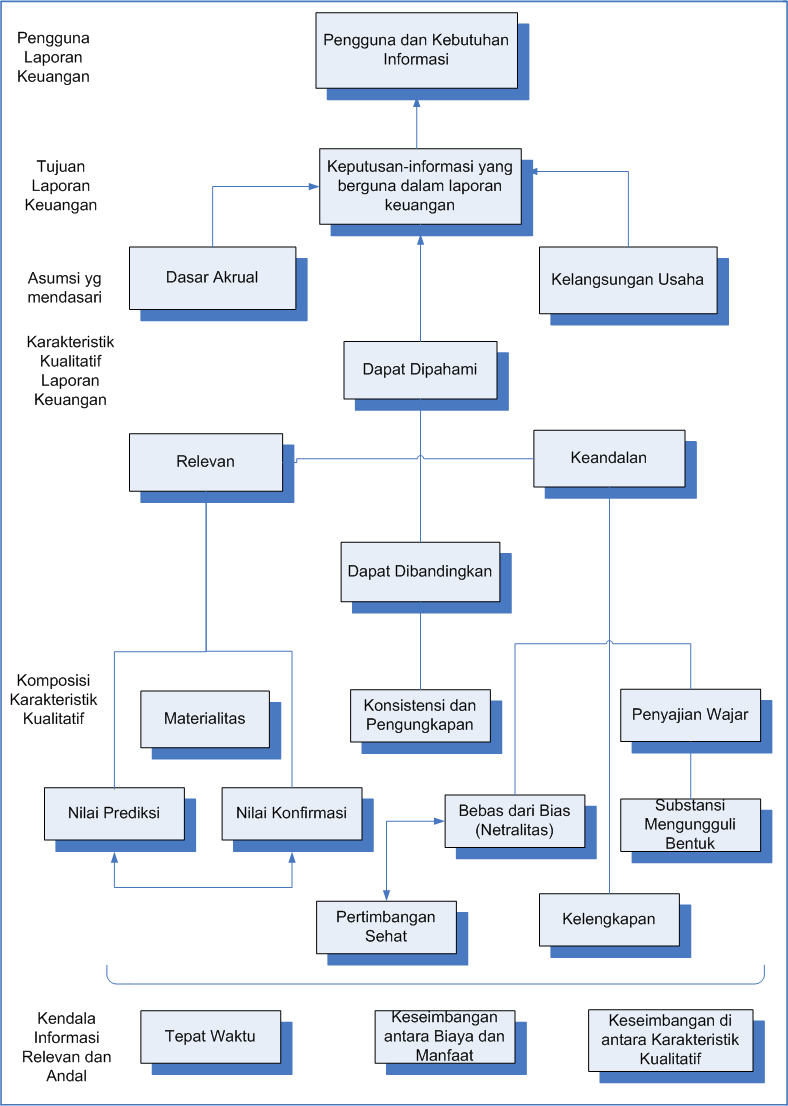 Pengguna
Laporan
Keuangan
Pengguna dan Kebutuhan
Informasi
Tujuan
Laporan
Keuangan
Keputusan-informasi yang
berguna dalam laporan
keuangan
Asumsi yg
mendasari
Dasar Akrual
Kelangsungan Usaha
Karakteristik
Kualitatif
Laporan
Keuangan
Dapat Dipahami
Relevan
Keandalan
Dapat Dibandingkan
Komposisi
Karakteristik
Kualitatif
Materialitas
Konsistensi dan
Pengungkapan
Penyajian Wajar
Nilai Prediksi
Nilai Konfirmasi
Bebas dari Bias
(Netralitas)
Substansi
Mengungguli
Bentuk
Pertimbangan
Sehat
Kelengkapan
Kendala
Informasi
Relevan dan
Andal
Tepat Waktu
Keseimbangan
antara Biaya dan
Manfaat
Keseimbangan di
antara Karakteristik
Kualitatif